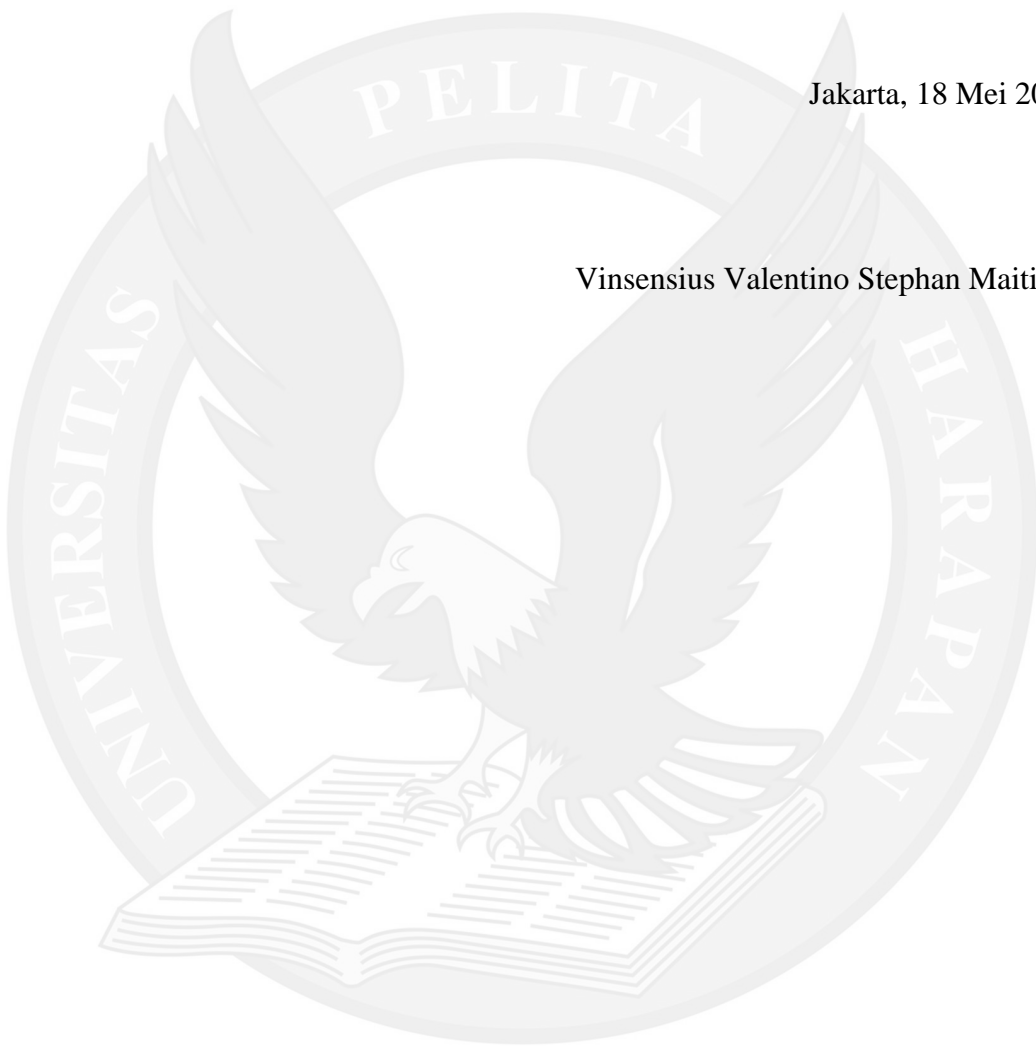 PELITA
Jakarta, 18 Mei 20
Vinsensius Valentino Stephan Maiti
UNIVERSITAS
HARAPAN